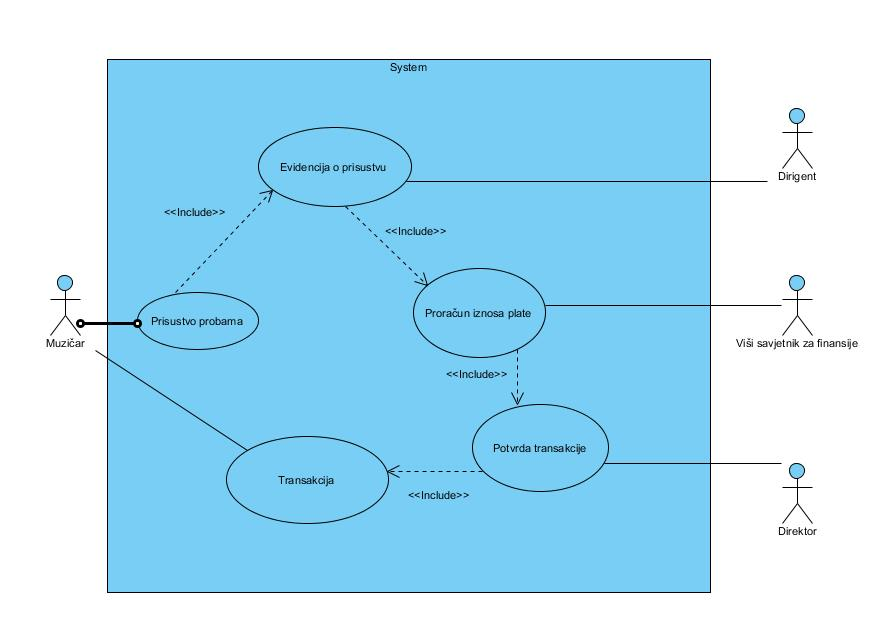 System
Evidencija o prisustvu
Dirigent
<<Include>>
<<Include>>
Prisustvo probama
Proračun iznosa plate
Muzičar
Viši savjetnik za finansije
<<Include>>
Potvrda transakcije
Transakcija
<<Include>>
Direktor